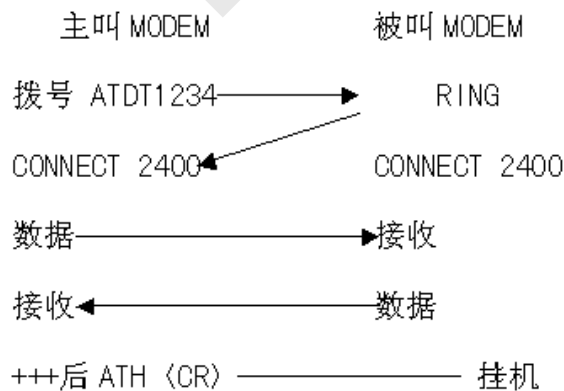 主叫 MODEM 被叫 MODEM
拨号 ATDT1234 RING
CONNECT 2400 CONNECT 2400
数据 接收
接收 数据
+++后 ATH (CR) 挂机